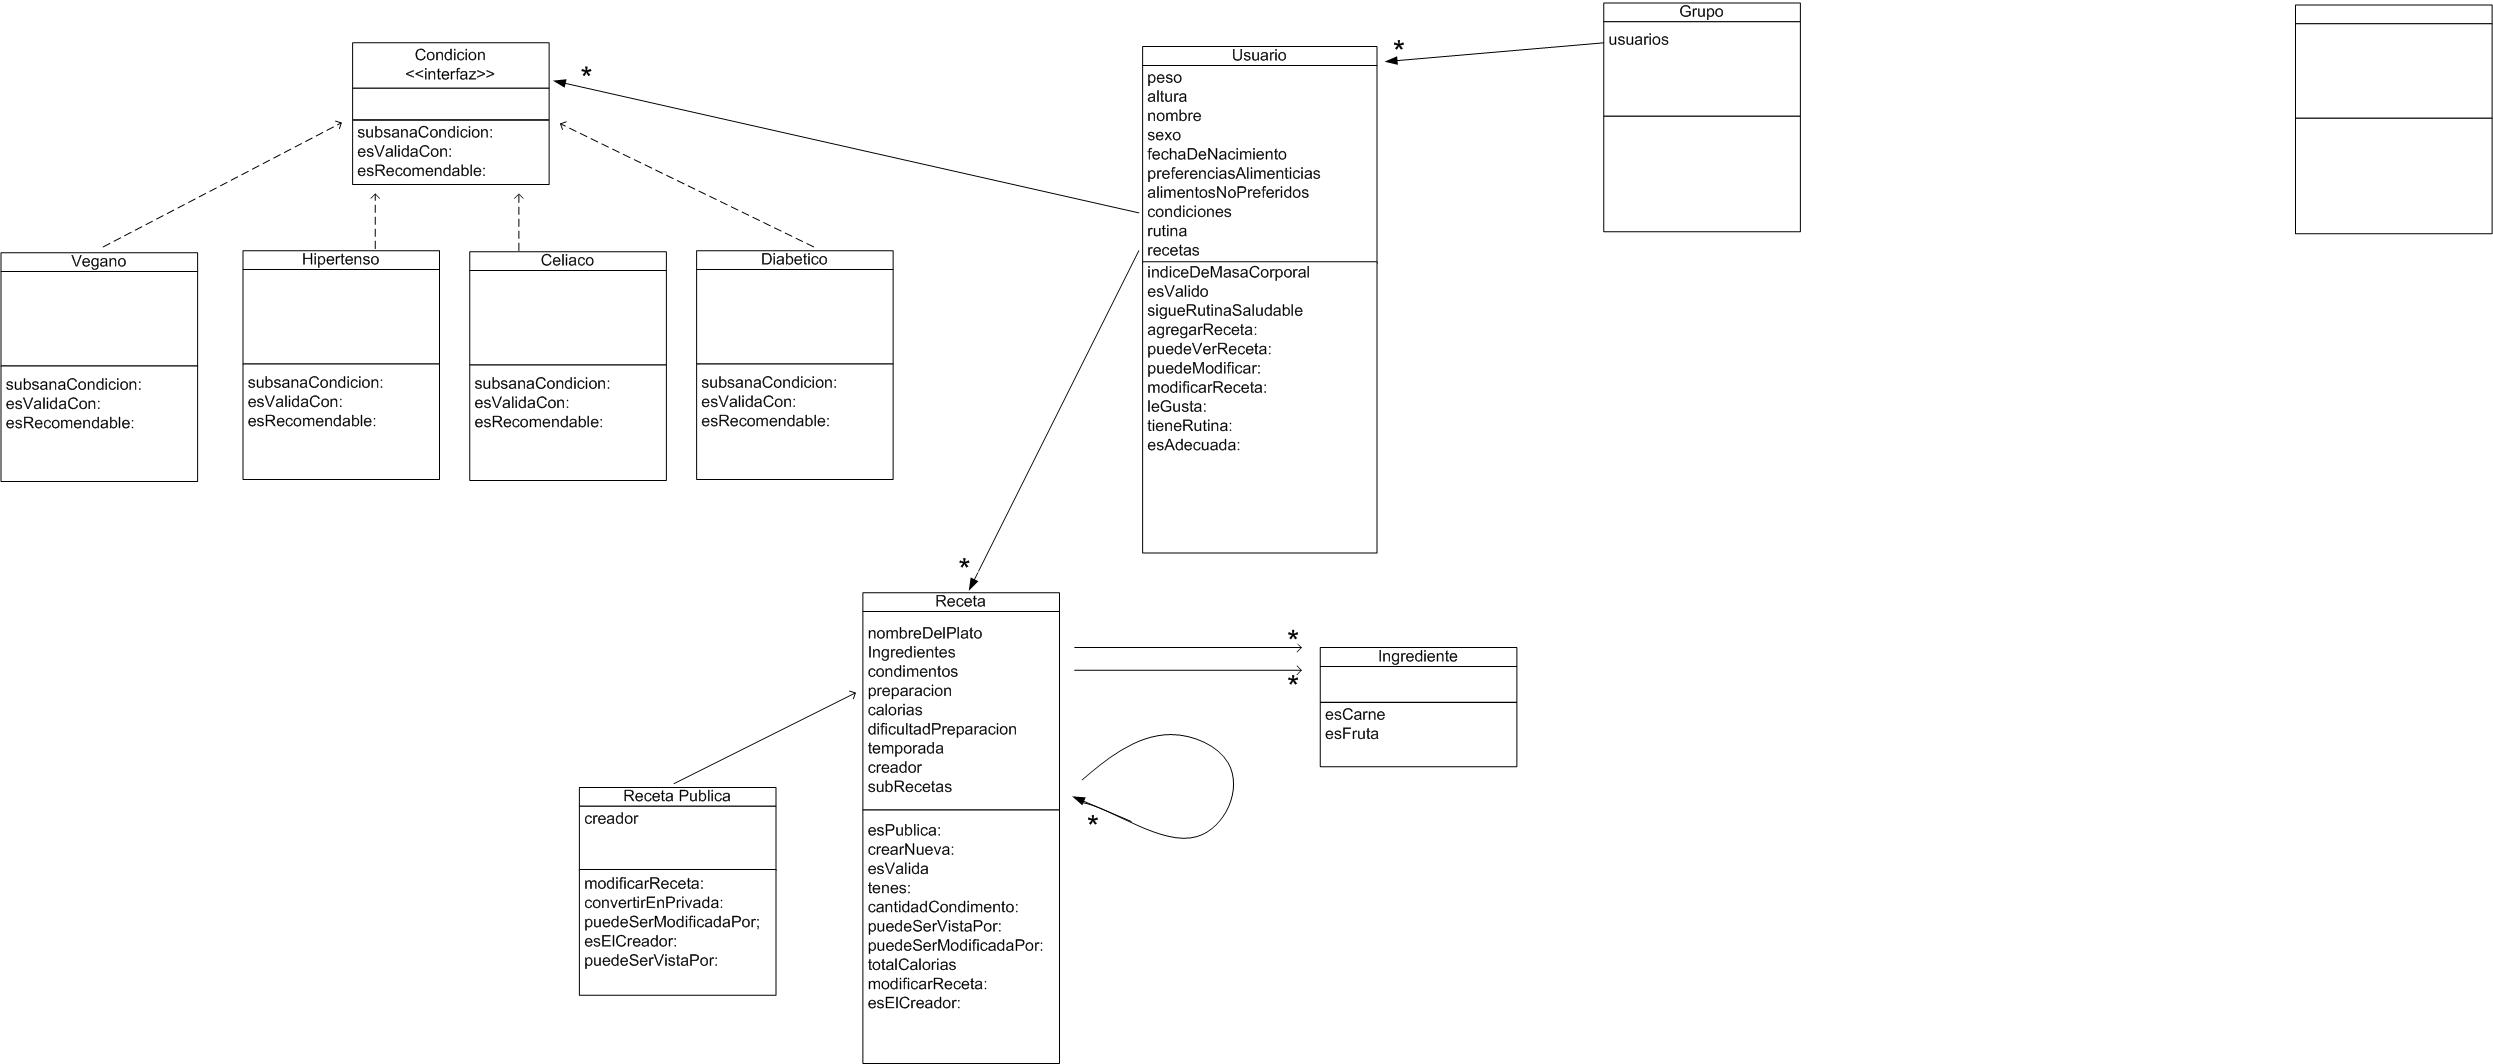 Condicion
<<interfaz>>
subsanaCondicion:
esValidaCon:
esRecomendable:
*
Vegano
subsanaCondicion:
esValidaCon:
esRecomendable:
Hipertenso
subsanaCondicion:
esValidaCon:
esRecomendable:
Celiaco
subsanaCondicion:
esValidaCon:
esRecomendable:
Diabetico
subsanaCondicion:
esValidaCon:
esRecomendable:
Usuario
peso
altura
nombre
sexo
fechaDeNacimiento
preferenciasAlimenticias
alimentosNoPreferidos
condiciones
rutina
recetas
indiceDeMasaCorporal
esValido
sigueRutinaSaludable
agregarReceta:
puedeVerReceta:
puedeModificar:
modificarReceta:
leGusta:
tieneRutina:
esAdecuada:
*
Grupo
usuarios
*
Receta
nombreDelPlato
Ingredientes
condimentos
preparacion
calorias
dificultadPreparacion
temporada
creador
subRecetas
esPublica:
crearNueva:
esValida
tenes:
cantidadCondimento:
puedeSerVistaPor:
puedeSerModificadaPor:
totalCalorias
modificarReceta:
esElCreador:
*
*
*
Ingrediente
esCarne
esFruta
Receta Publica
creador
modificarReceta:
convertirEnPrivada:
puedeSerModificadaPor;
esElCreador:
puedeSerVistaPor: